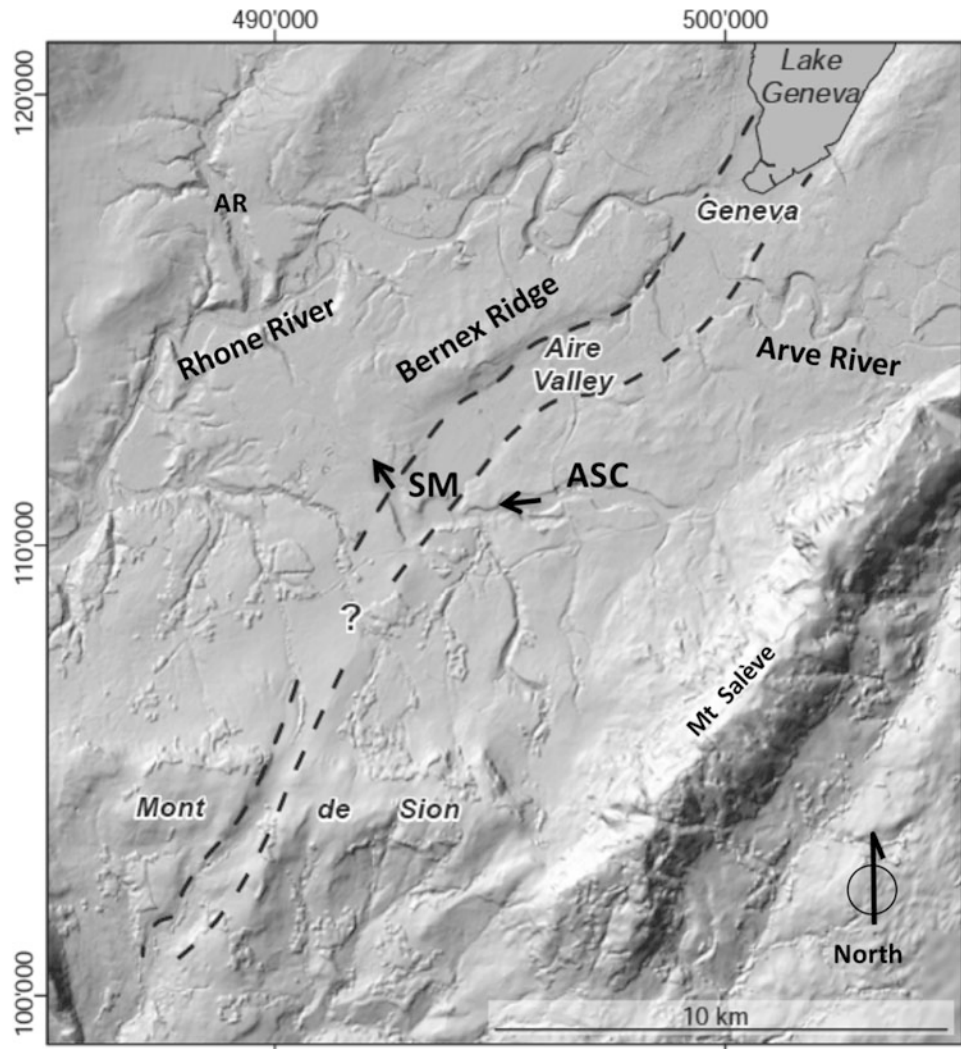 490'000
500'000
120'000
Lake
Geneva
AR
Geneva
Rhone River
Bernex Ridge
Aire
Valley
Arve River
SM
ASC
110'000
?
Mt Salève
Mont
de
Sion
North
100'000
10 km